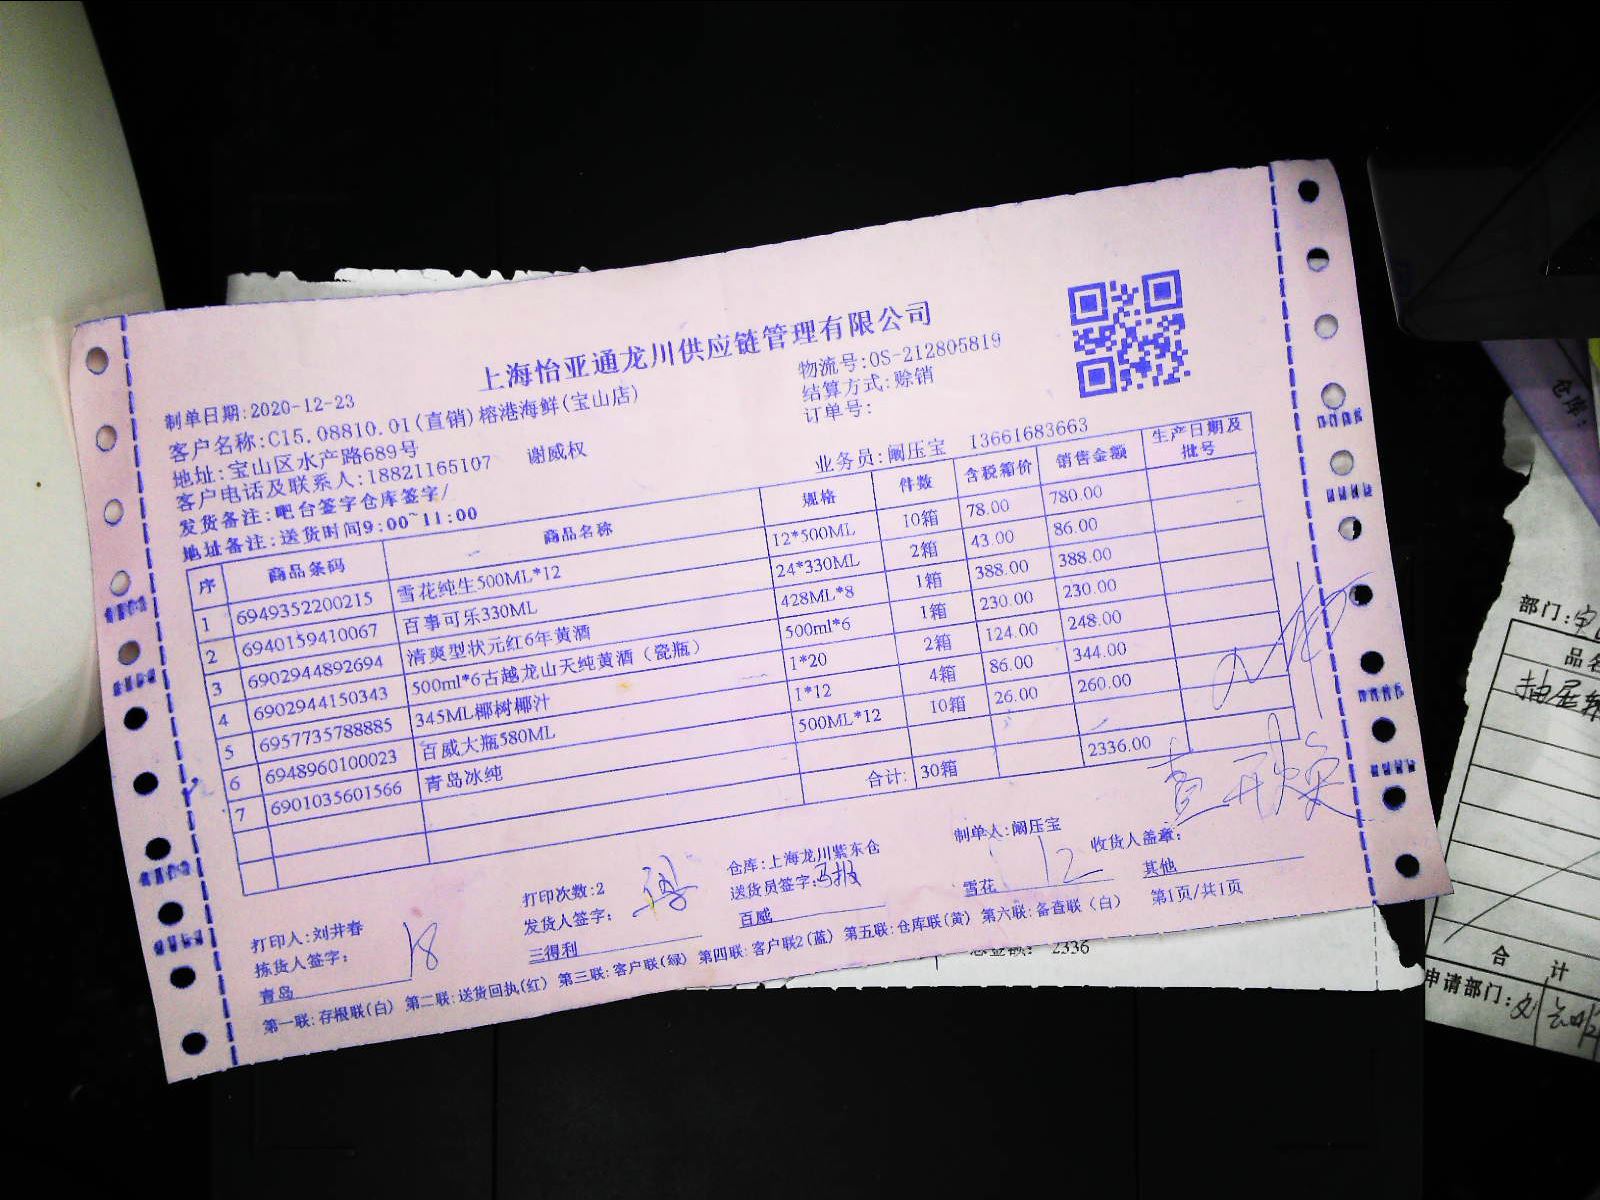 上海怡亚通龙川供应链管理有限公司
制单日期:2020-12-23
物流号:OS-212805819
客户名称:C15.08810.01(直销)榕港海鲜(宝山店)
结算方式:赊销
地址:宝山区水产路689号
订单号:
客户电话及联系人:18821165107 谢威权
业务员:阚压宝 13661683663
发货备注:吧台签字仓库签字/
地址备注:送货时间9:00~11:00
序 商品条码 商品名称 规格 件数 含税箱价 销售金额 生产日期及批号
1 6949352200215 雪花纯生500ML*12 12*500ML 10箱 78.00 780.00
2 6940159410067 百事可乐330ML 24*330ML 2箱 43.00 86.00
3 6902944892694 清爽型状元红6年黄酒 428ML*8 1箱 388.00 388.00
4 6902944150343 500ml*6古越龙山天纯黄酒（瓷瓶） 500ml*6 1箱 230.00 230.00
5 6957735788885 345ML椰树椰汁 1*20 2箱 124.00 248.00
6 6948960100023 百威大瓶580ML 1*12 4箱 86.00 344.00
7 6901035601566 青岛冰纯 500ML*12 10箱 26.00 260.00
合计: 30箱 2336.00
打印人:刘井春 打印次数:2 仓库:上海龙川紫东仓 制单人:阚压宝 收货人盖章:
拣货人签字: 发货人签字: 送货员签字:
青岛 18 三得利 百威 雪花 12 其他
第一联:存根联(白) 第二联:送货回执(红) 第三联:客户联(绿) 第四联:客户联2(蓝) 第五联:仓库联(黄) 第六联:备查联(白) 第1页/共1页
总金额: 2336
仓库:
部门:
品名
合 计
申请部门: